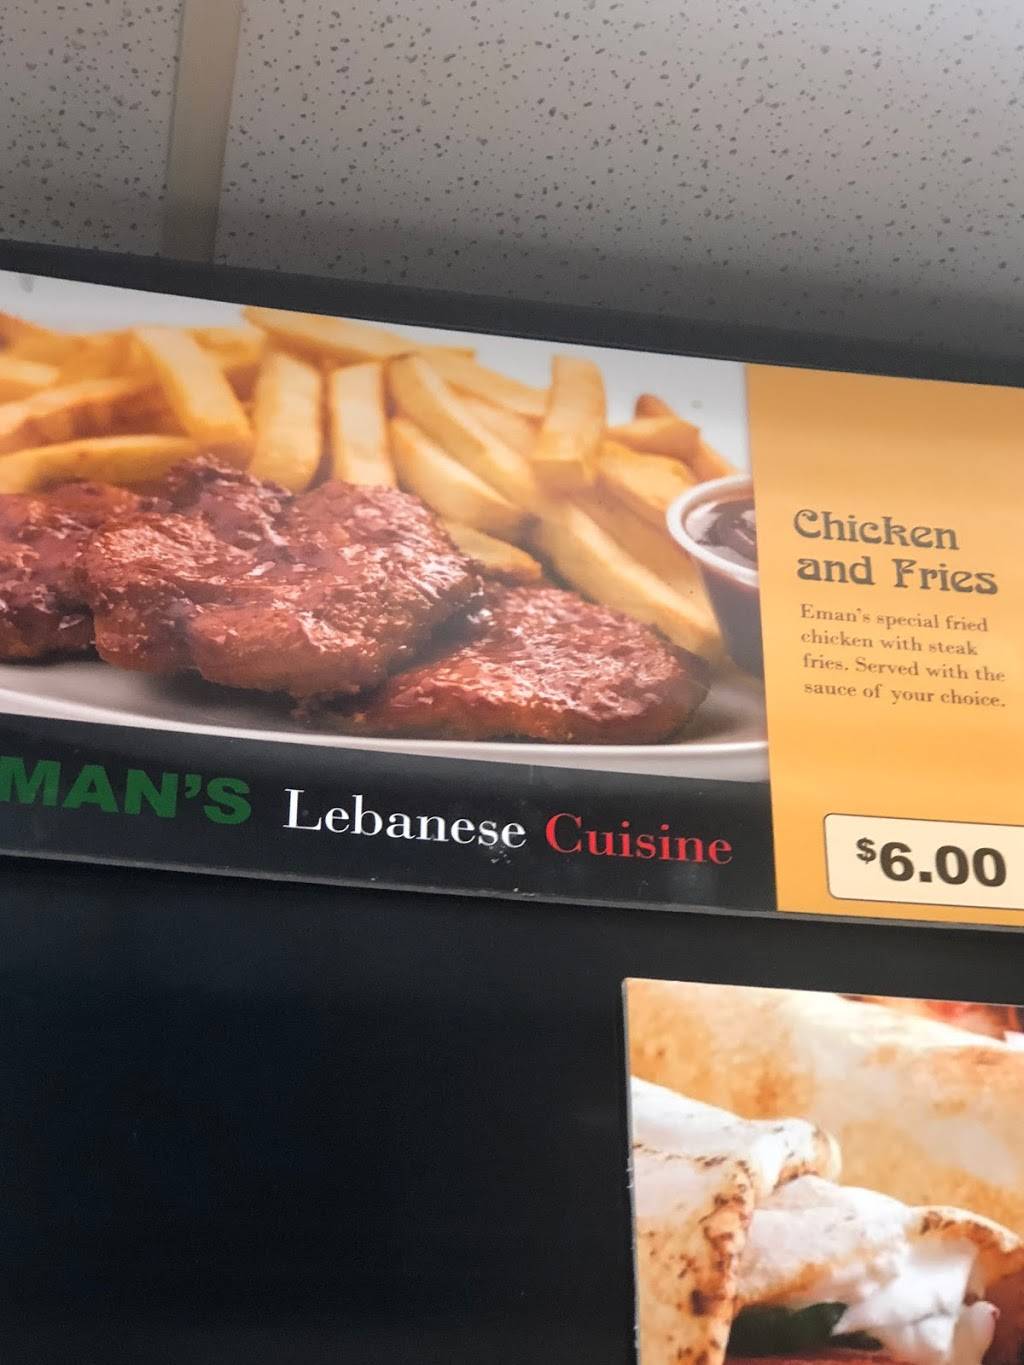 Chicken
and Fries
Eman's special fried
chicken with steak
fries. Served with the
sauce of your choice.
MAN'S Lebanese Cuisine
$6.00